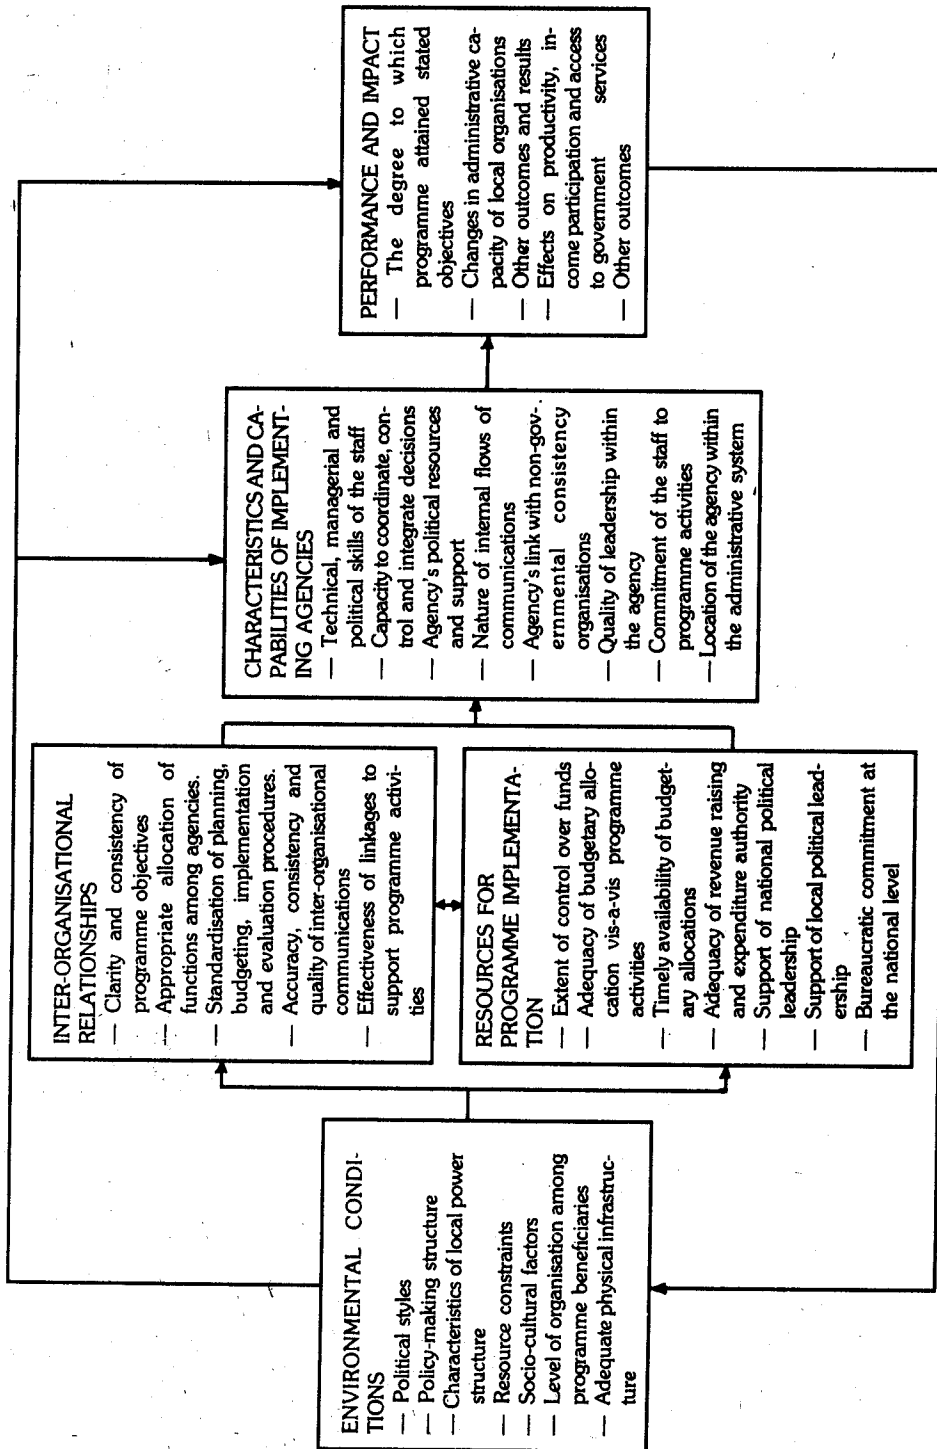 ENVIRONMENTAL CONDI-
TIONS
— Political styles
— Policy-making structure
— Characteristics of local power
structure
— Resource constraints
— Socio-cultural factors
— Level of organisation among
programme beneficiaries
— Adequate physical infrastruc-
ture
INTER-ORGANISATIONAL
RELATIONSHIPS
— Clarity and consistency of
programme objectives
— Appropriate allocation of
functions among agencies.
— Standardisation of planning,
budgeting, implementation
and evaluation procedures.
— Accuracy, consistency and
quality of inter-organisational
communications
— Effectiveness of linkages to
support programme activi-
ties
RESOURCES FOR
PROGRAMME IMPLEMENTA-
TION
— Extent of control over funds
— Adequacy of budgetary allo-
cation vis-a-vis programme
activities
— Timely availability of budget-
ary allocations
— Adequacy of revenue raising
and expenditure authority
— Support of national political
leadership
— Support of local political lead-
ership
— Bureaucratic commitment at
the national level
CHARACTERISTICS AND CA-
PABILITIES OF IMPLEMENT-
ING AGENCIES
— Technical, managerial and
political skills of the staff
— Capacity to coordinate, con-
trol and integrate decisions
— Agency's political resources
and support
— Nature of internal flows of
communications
— Agency's link with non-gov-
ernmental consistency
organisations
— Quality of leadership within
the agency
— Commitment of the staff to
programme activities
— Location of the agency within
the administrative system
PERFORMANCE AND IMPACT
— The degree to which
programme attained stated
objectives
— Changes in administrative ca-
pacity of local organisations
— Other outcomes and results
— Effects on productivity, in-
come participation and access
to government services
— Other outcomes